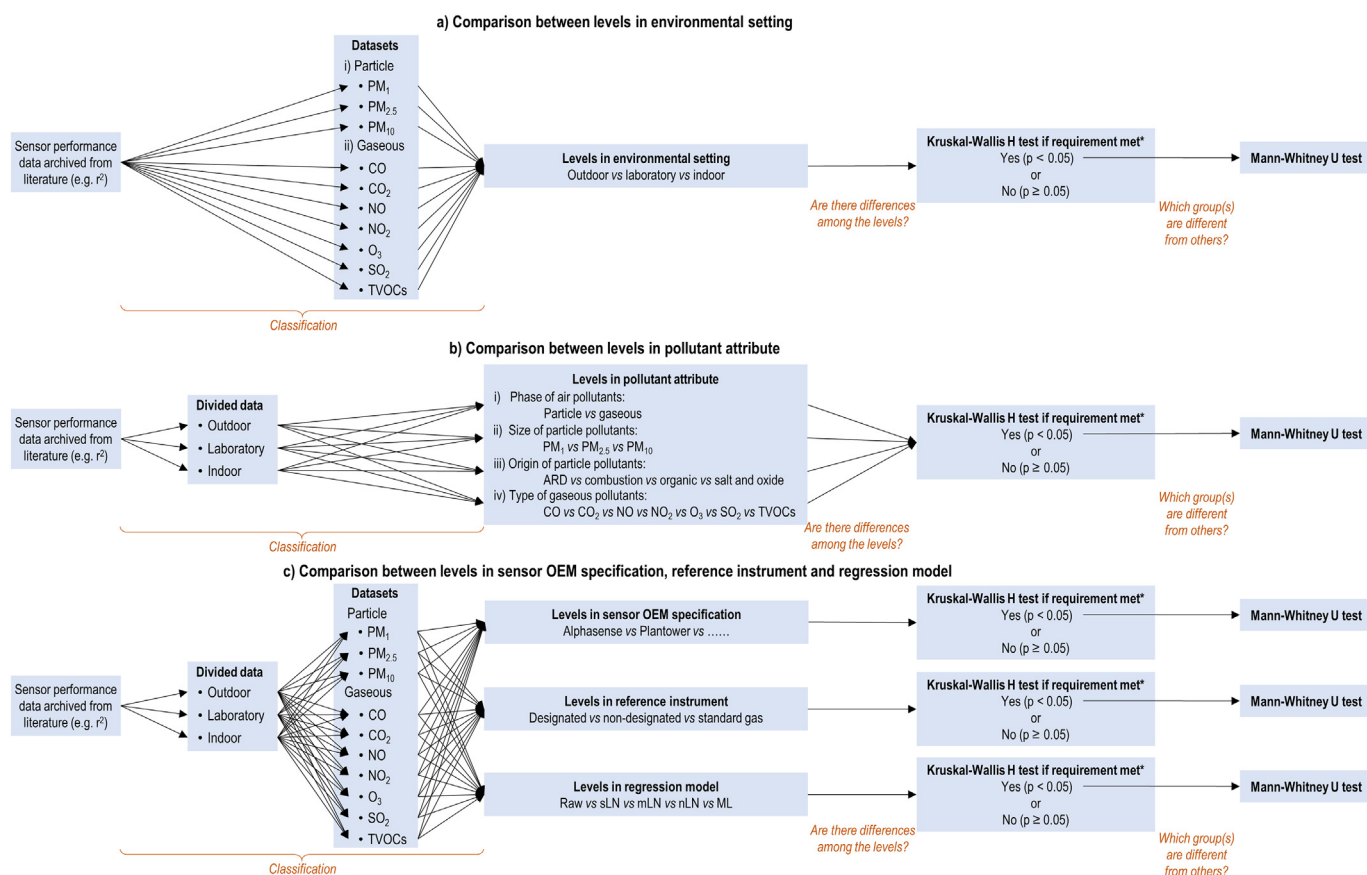 a) Comparison between levels in environmental setting
Sensor performance
data archived from
literature (e.g. r²)
Datasets
i) Particle
• PM₁
• PM₂.₅
• PM₁₀
ii) Gaseous
• CO
• CO₂
• NO
• NO₂
• O₃
• SO₂
• TVOCs
Classification
Levels in environmental setting
Outdoor vs laboratory vs indoor
Are there differences
among the levels?
Kruskal-Wallis H test if requirement met*
Yes (p < 0.05)
or
No (p ≥ 0.05)
Which group(s)
are different
from others?
Mann-Whitney U test
b) Comparison between levels in pollutant attribute
Sensor performance
data archived from
literature (e.g. r²)
Divided data
• Outdoor
• Laboratory
• Indoor
Classification
Levels in pollutant attribute
i) Phase of air pollutants:
Particle vs gaseous
ii) Size of particle pollutants:
PM₁ vs PM₂.₅ vs PM₁₀
iii) Origin of particle pollutants:
ARD vs combustion vs organic vs salt and oxide
iv) Type of gaseous pollutants:
CO vs CO₂ vs NO vs NO₂ vs O₃ vs SO₂ vs TVOCs
Are there differences
among the levels?
Kruskal-Wallis H test if requirement met*
Yes (p < 0.05)
or
No (p ≥ 0.05)
Which group(s)
are different
from others?
Mann-Whitney U test
c) Comparison between levels in sensor OEM specification, reference instrument and regression model
Sensor performance
data archived from
literature (e.g. r²)
Divided data
• Outdoor
• Laboratory
• Indoor
Datasets
Particle
• PM₁
• PM₂.₅
• PM₁₀
Gaseous
• CO
• CO₂
• NO
• NO₂
• O₃
• SO₂
• TVOCs
Classification
Levels in sensor OEM specification
Alphasense vs Plantower vs ……
Kruskal-Wallis H test if requirement met*
Yes (p < 0.05)
or
No (p ≥ 0.05)
Mann-Whitney U test
Levels in reference instrument
Designated vs non-designated vs standard gas
Kruskal-Wallis H test if requirement met*
Yes (p < 0.05)
or
No (p ≥ 0.05)
Mann-Whitney U test
Levels in regression model
Raw vs sLN vs mLN vs nLN vs ML
Are there differences
among the levels?
Kruskal-Wallis H test if requirement met*
Yes (p < 0.05)
or
No (p ≥ 0.05)
Which group(s)
are different
from others?
Mann-Whitney U test